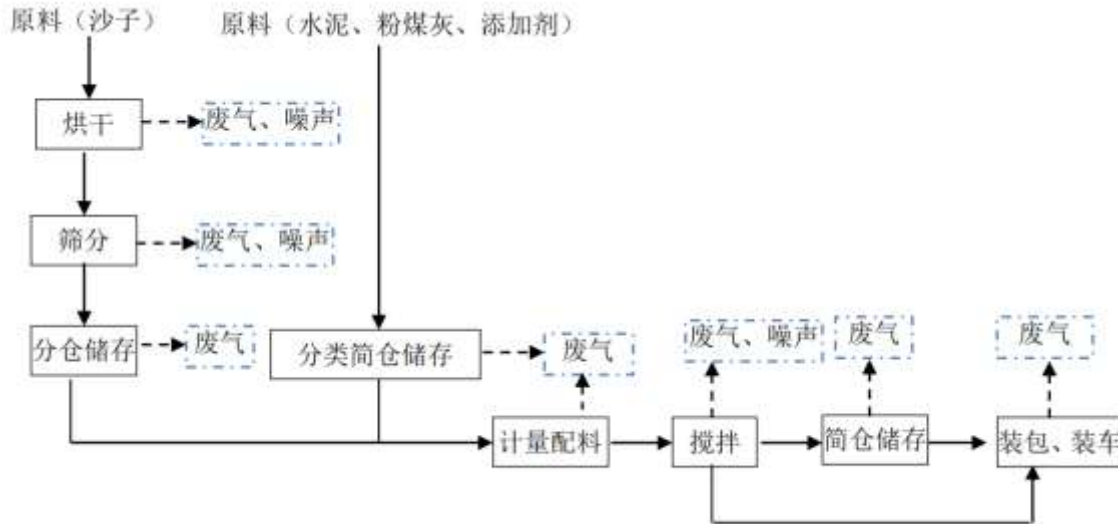 原料（沙子）
原料（水泥、粉煤灰、添加剂）
烘干
废气、噪声
筛分
废气、噪声
分仓储存
废气
分类简仓储存
废气
废气、噪声
废气
废气
计量配料
搅拌
简仓储存
装包、装车